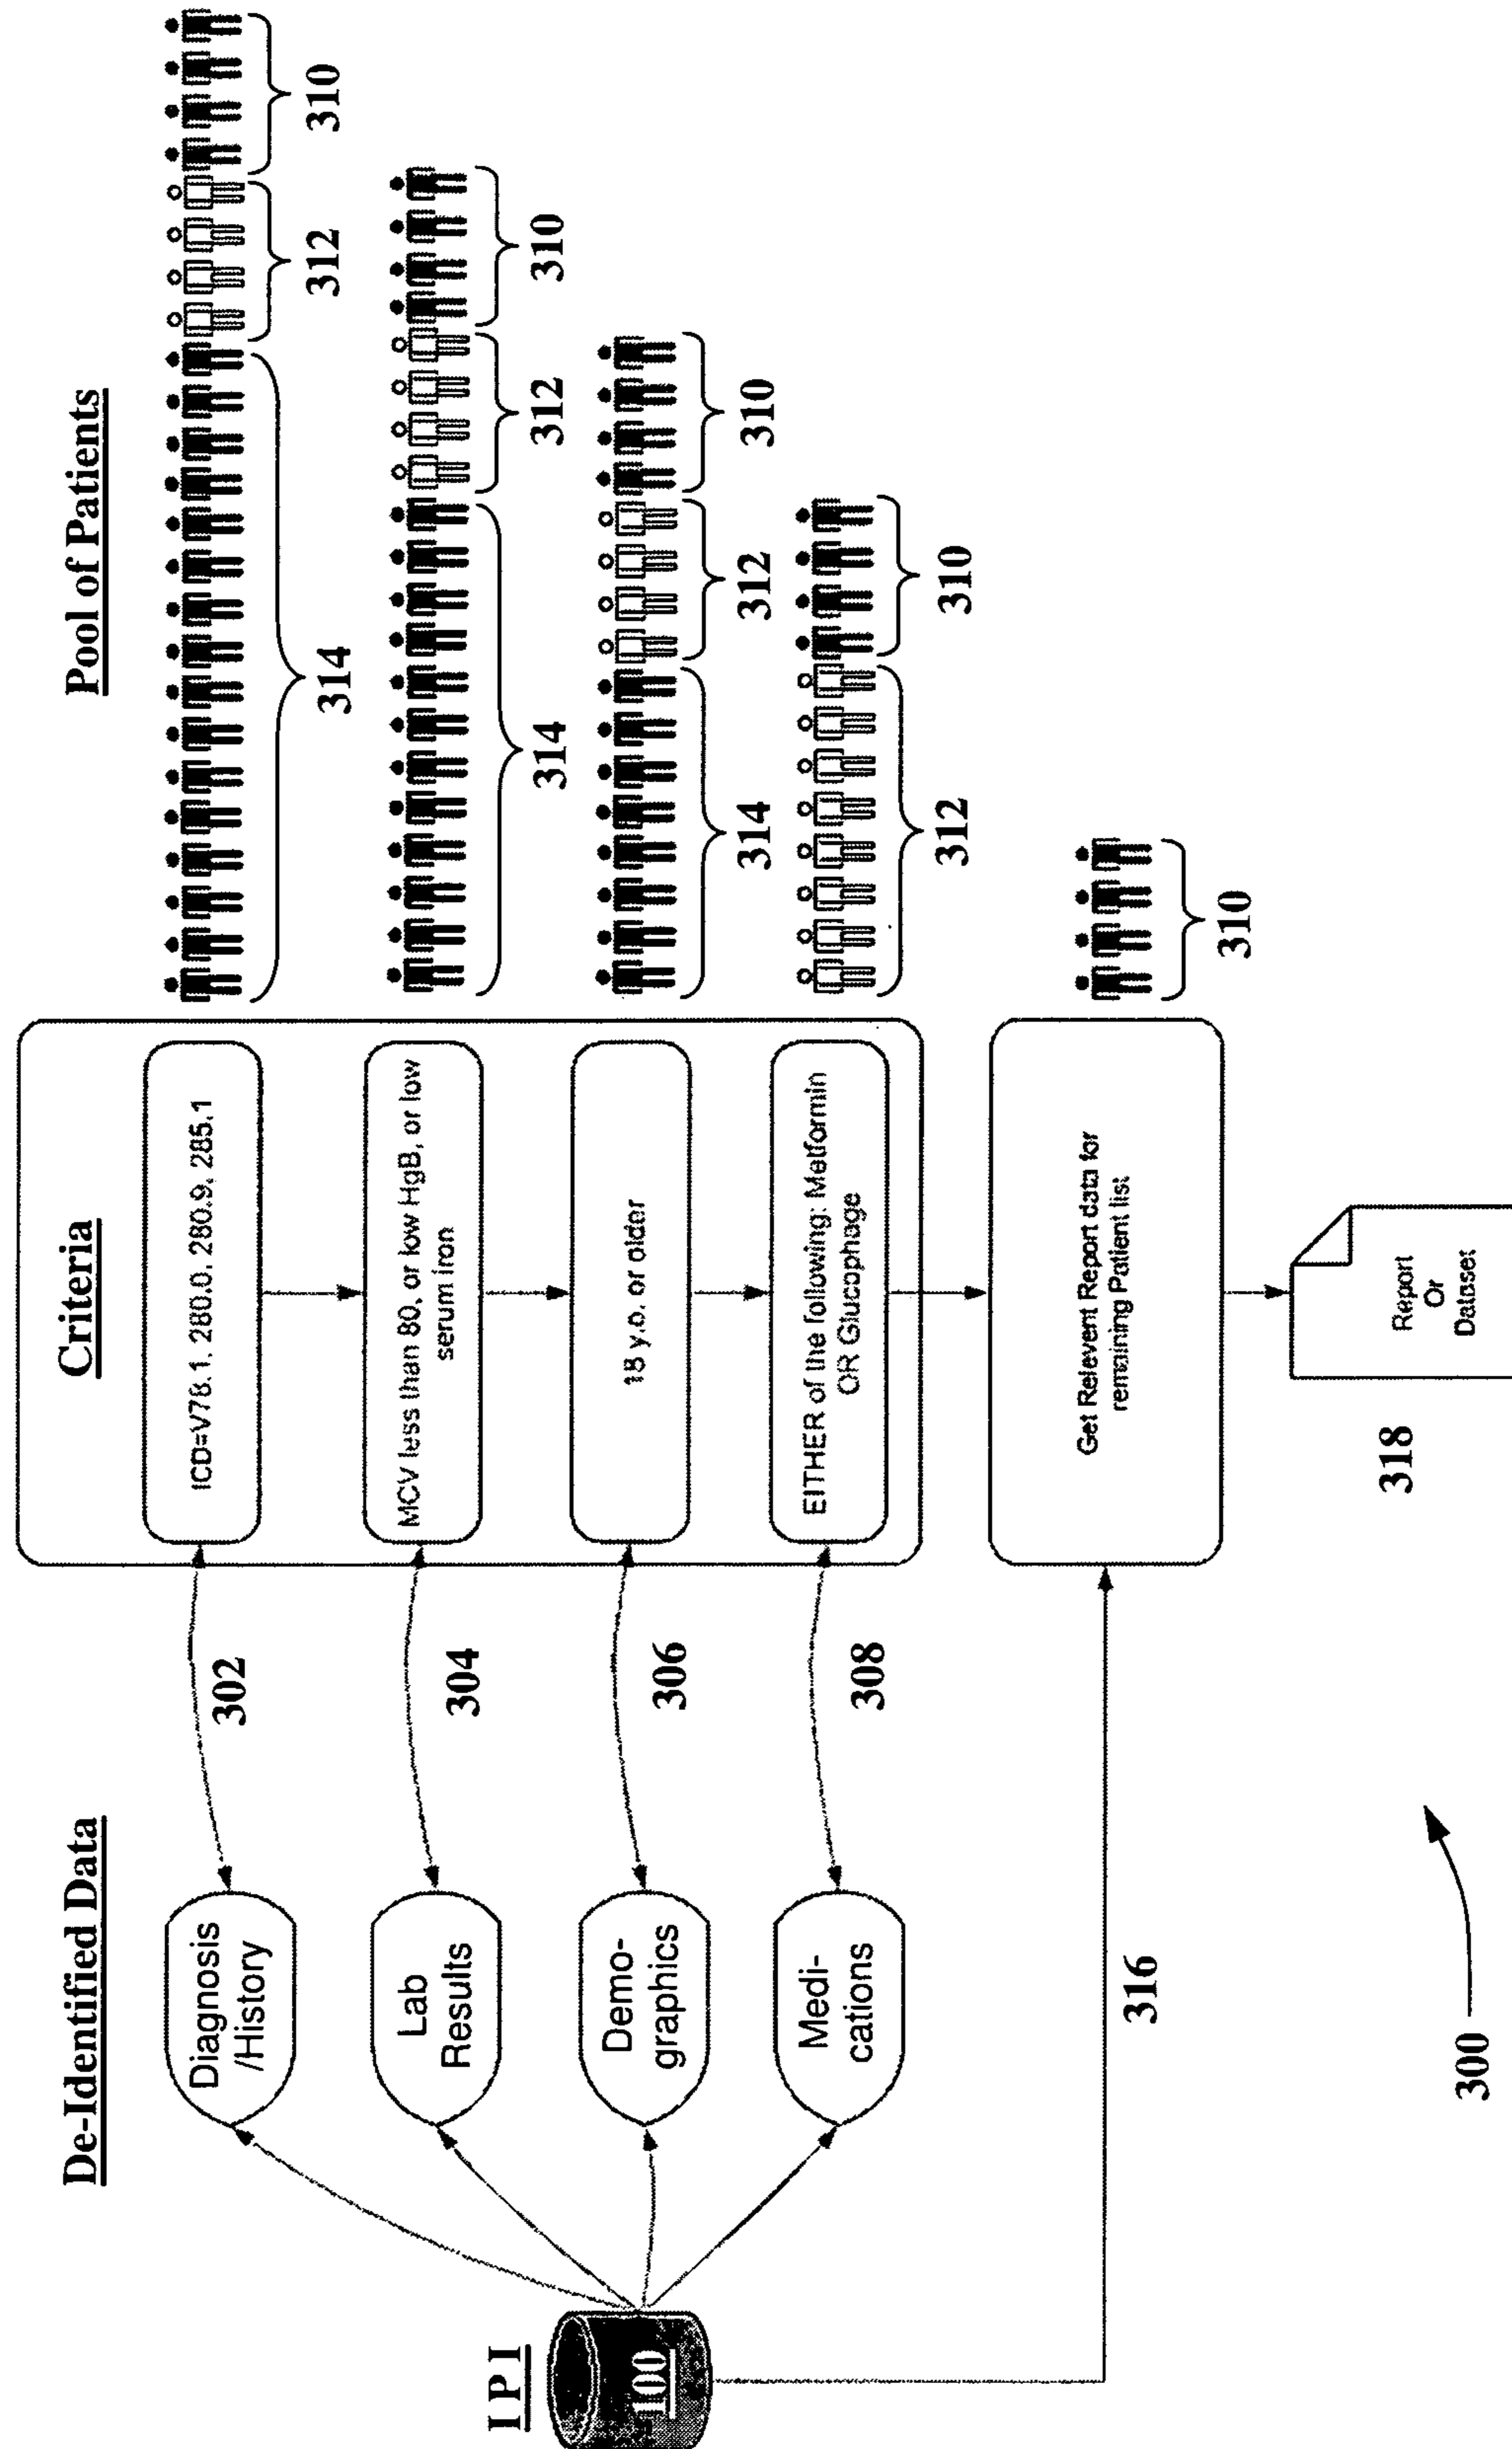 De-Identified Data
Criteria
Pool of Patients
I P I
100
Diagnosis
/History
302
ICD=V78.1, 280.0, 280.9, 285.1
314
312
310
Lab
Results
304
MCV less than 80, or low HgB, or low
serum iron
314
312
310
Demo-
graphics
306
18 y.o. or older
314
312
310
Medi-
cations
308
EITHER of the following: Metformin
OR Glucophage
312
310
316
Get Relevent Report data for
remaining Patient list
310
318
Report
Or
Dataset
300